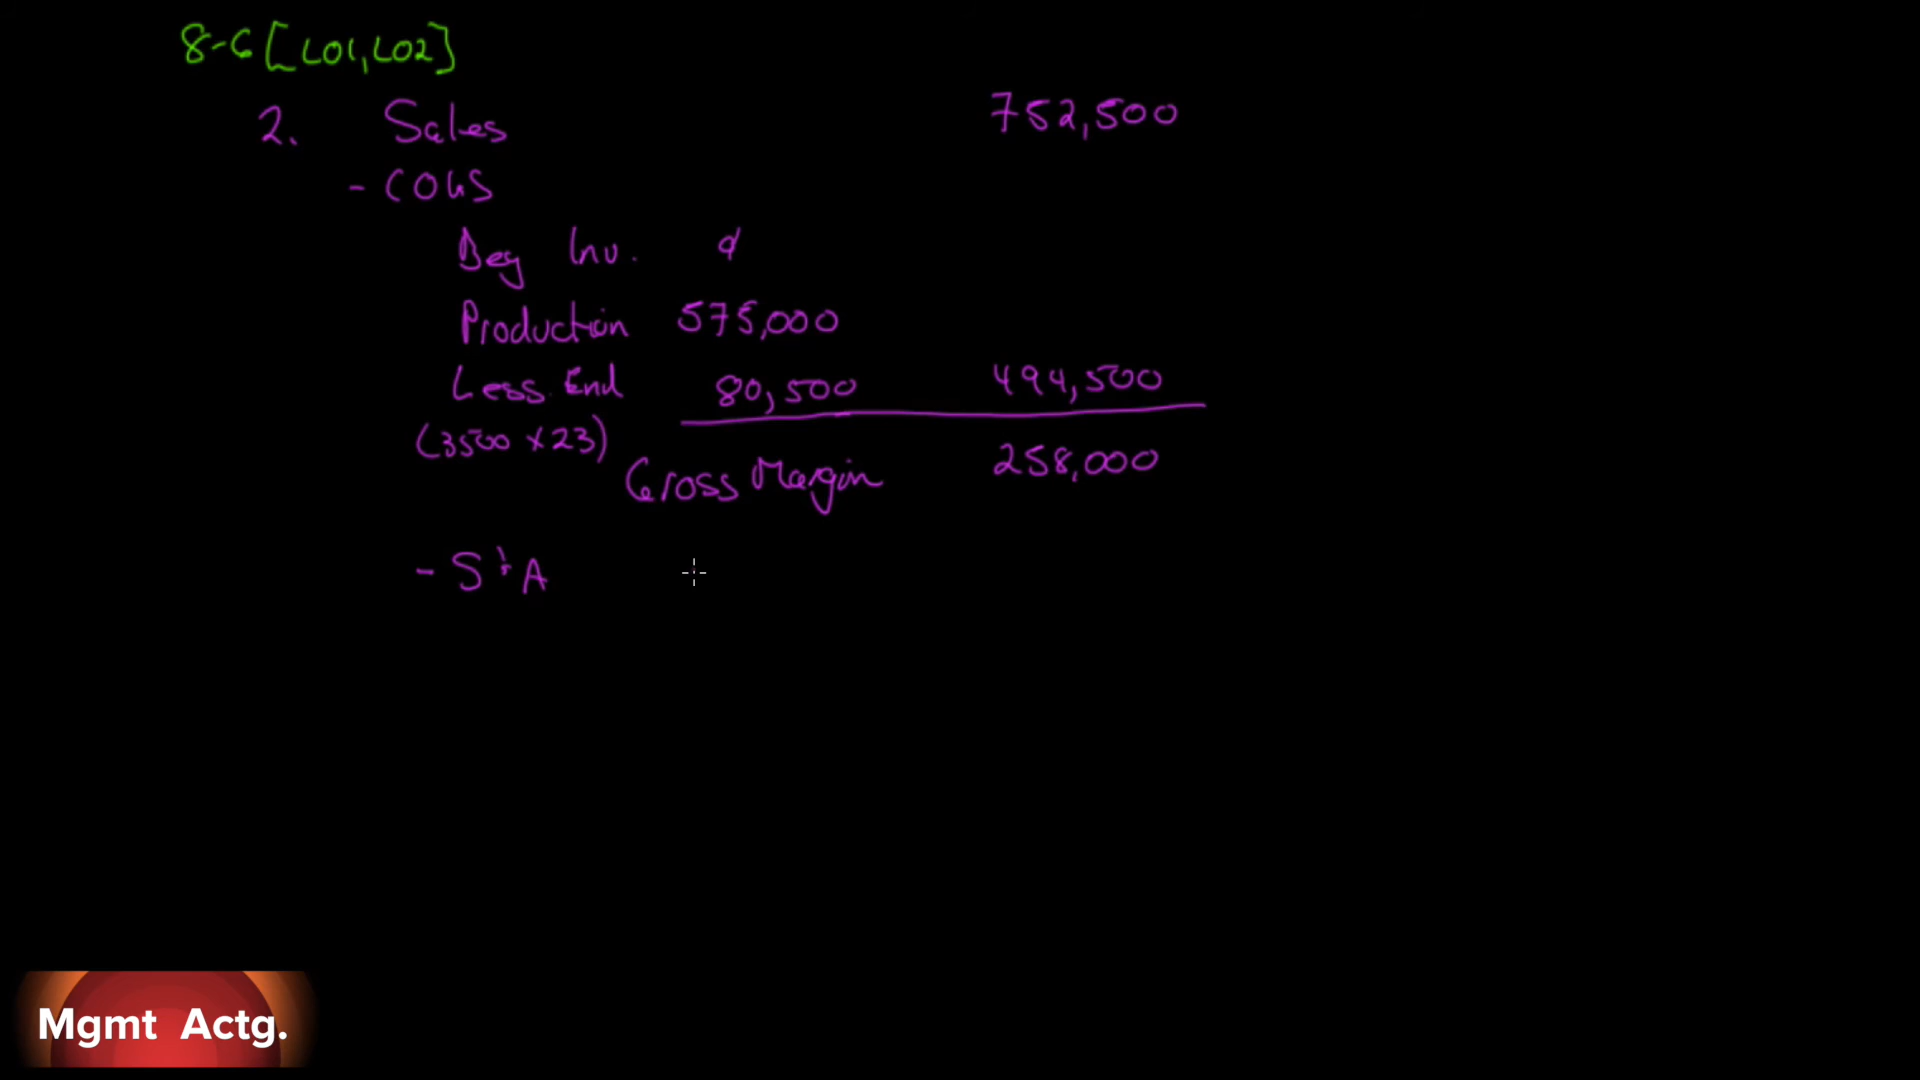 8-6 [LO1, LO2]
2. Sales 752,500
- COGS
Beg Inv. ∅
Production 575,000
Less. End 80,500 494,500
(3500 x 23)
Gross Margin 258,000
- S & A
Mgmt Actg.